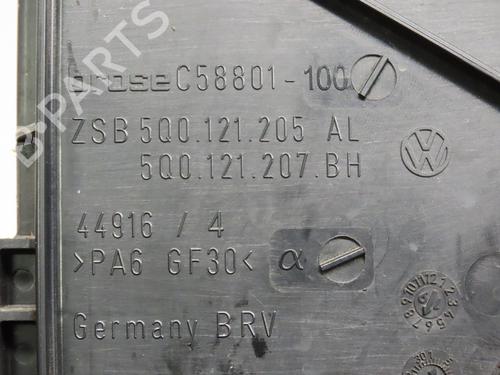 brose C58801-100
ZSB 5Q0.121.205 AL
5Q0.121.207.BH
44916 / 4
>PA6 GF30< α
Germany BRV
B-PARTS